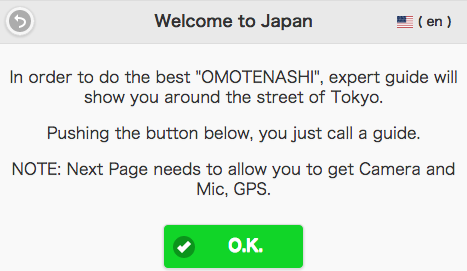 Welcome to Japan
( en )
In order to do the best "OMOTENASHI", expert guide will
show you around the street of Tokyo.
Pushing the button below, you just call a guide.
NOTE: Next Page needs to allow you to get Camera and
Mic, GPS.
O.K.